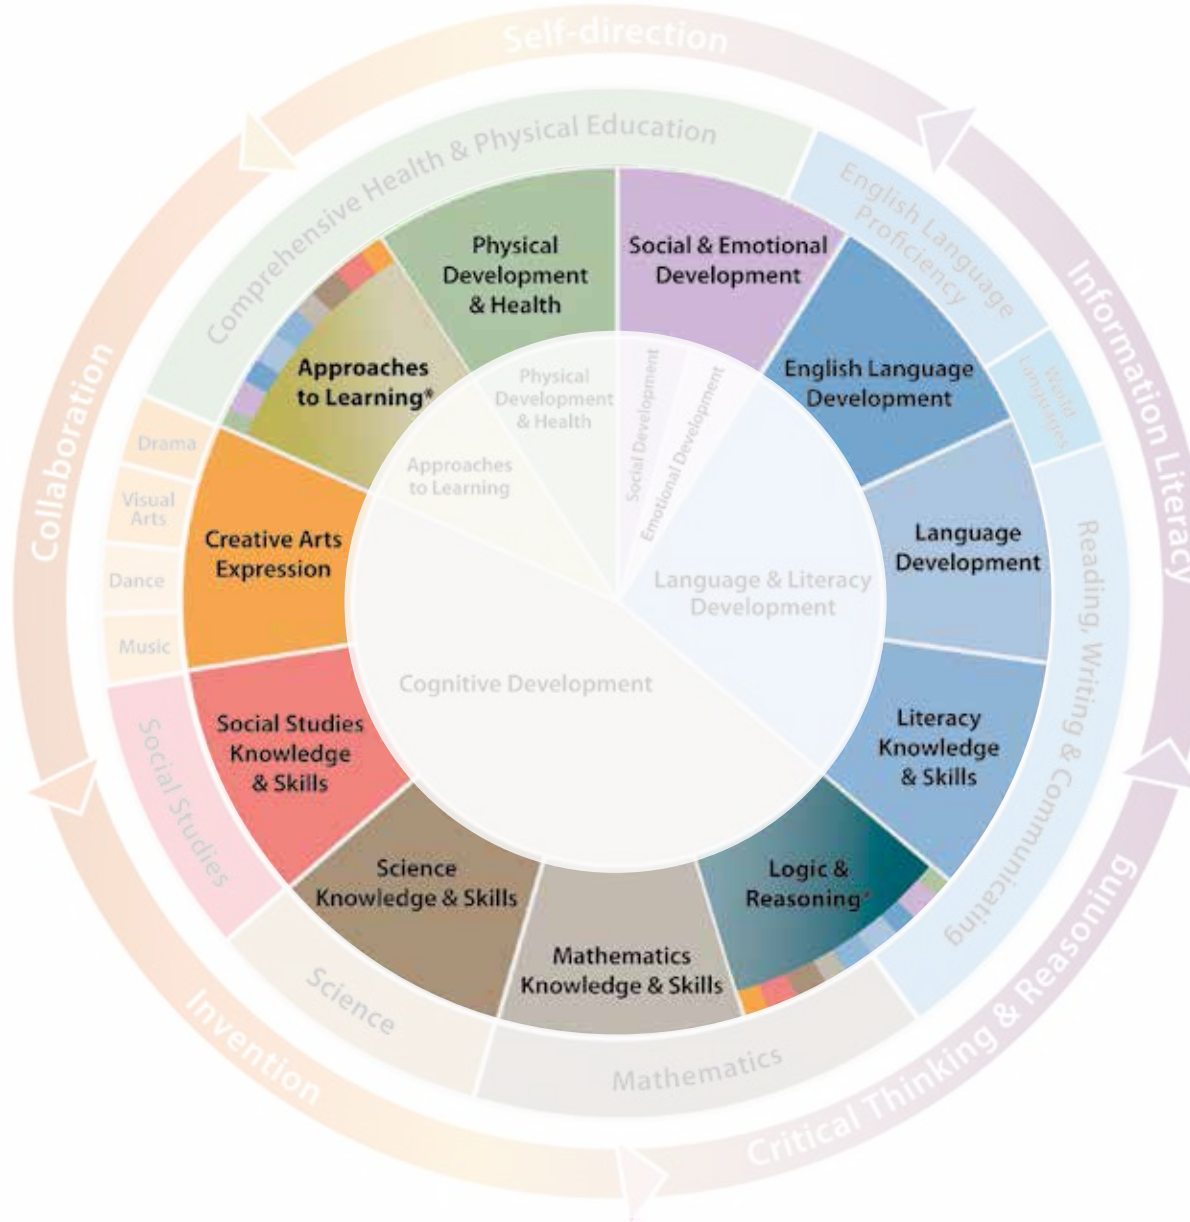 Self-direction
Information Literacy
Critical Thinking & Reasoning
Invention
Collaboration
Comprehensive Health & Physical Education
English Language
Proficiency
World
Languages
Reading, Writing & Communicating
Mathematics
Science
Social Studies
Music
Dance
Visual
Arts
Drama
Physical
Development
& Health
Social & Emotional
Development
English Language
Development
Language
Development
Literacy
Knowledge
& Skills
Logic &
Reasoning*
Mathematics
Knowledge & Skills
Science
Knowledge & Skills
Social Studies
Knowledge
& Skills
Creative Arts
Expression
Approaches
to Learning*
Physical
Development
& Health
Social Development
Emotional Development
Language & Literacy
Development
Cognitive Development
Approaches
to Learning